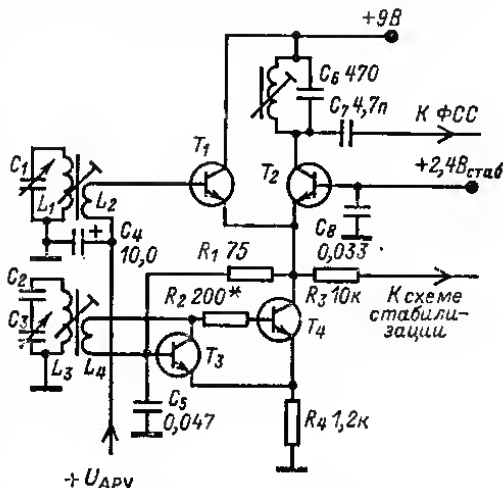 +9В
C₆ 470
C₇ 4,7п
К ФСС
C₁
T₁
T₂
+2,4Встаб
L₁
L₂
C₄
+
10,0
C₈
0,033
R₁ 75
C₂
R₂ 200*
R₃ 10к
К схеме
стабили-
зации
C₃
T₄
T₃
L₃
L₄
C₅
0,047
R₄ 1,2к
+U АРУ